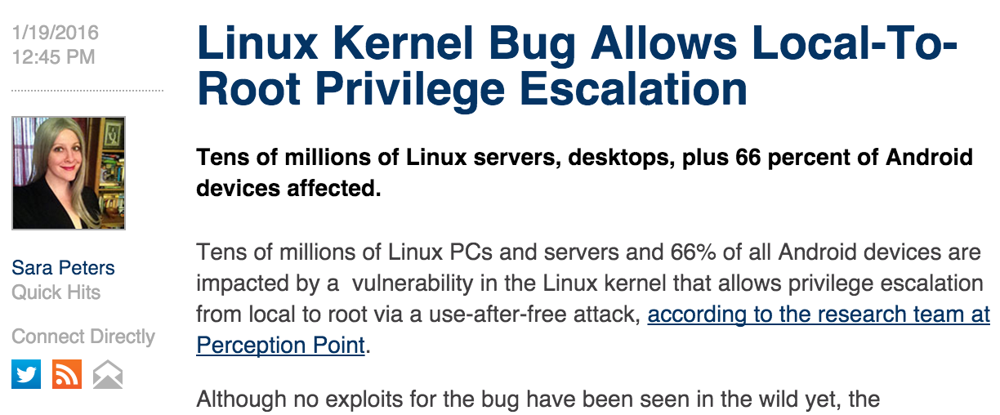 1/19/2016
12:45 PM
Sara Peters
Quick Hits
Connect Directly
Linux Kernel Bug Allows Local-To-
Root Privilege Escalation
Tens of millions of Linux servers, desktops, plus 66 percent of Android
devices affected.
Tens of millions of Linux PCs and servers and 66% of all Android devices are
impacted by a  vulnerability in the Linux kernel that allows privilege escalation
from local to root via a use-after-free attack, according to the research team at
Perception Point.
Although no exploits for the bug have been seen in the wild yet, the